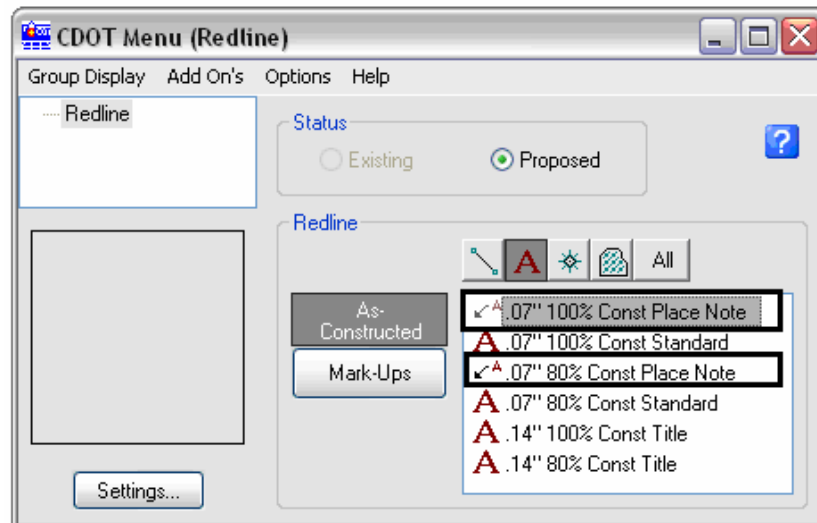 CDOT Menu (Redline)
Group Display Add On's Options Help
Redline
Status
Existing Proposed
?
Redline
A All
As-
Constructed
Mark-Ups
A .07" 100% Const Place Note
A .07" 100% Const Standard
A .07" 80% Const Place Note
A .07" 80% Const Standard
A .14" 100% Const Title
A .14" 80% Const Title
Settings...